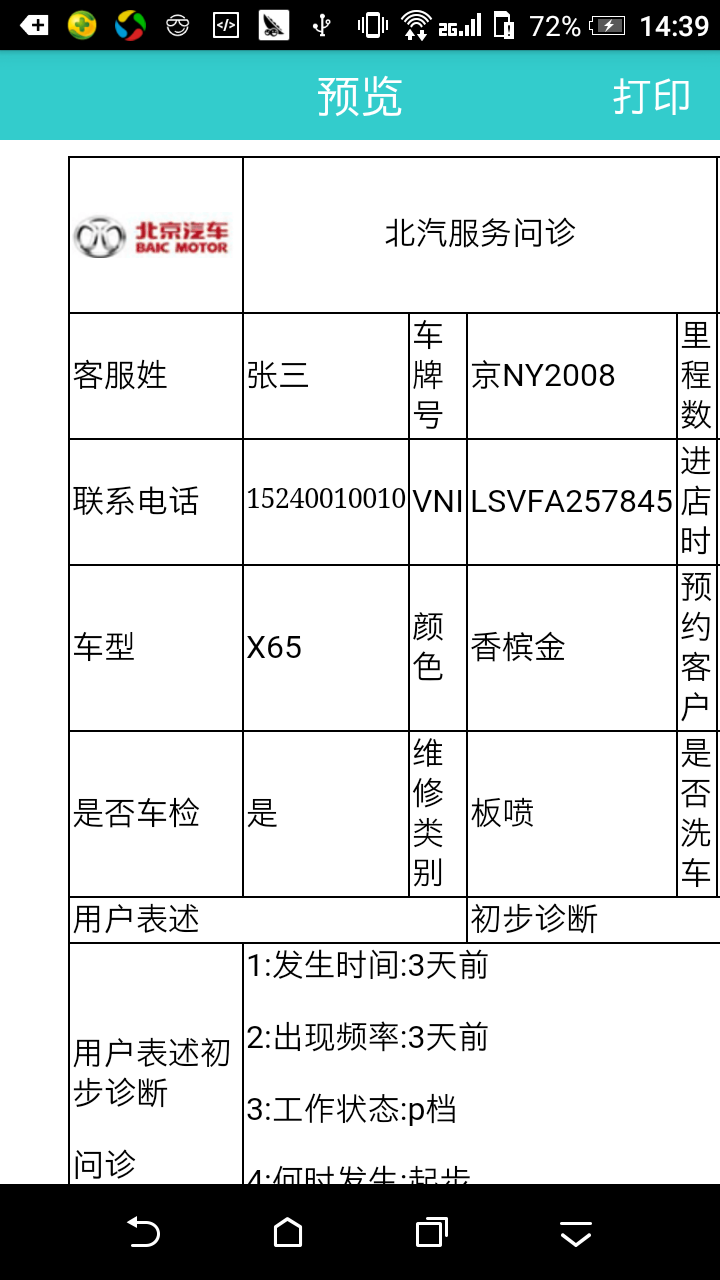 2G 72% 14:39
预览 打印
北京汽车
BAIC MOTOR
北汽服务问诊
客服姓 张三 车牌号 京NY2008 里程数
联系电话 15240010010 VNI LSVFA257845 进店时
车型 X65 颜色 香槟金 预约客户
是否车检 是 维修类别 板喷 是否洗车
用户表述 初步诊断
用户表述初
步诊断
问诊
1:发生时间:3天前
2:出现频率:3天前
3:工作状态:p档
4:何时发生:起步